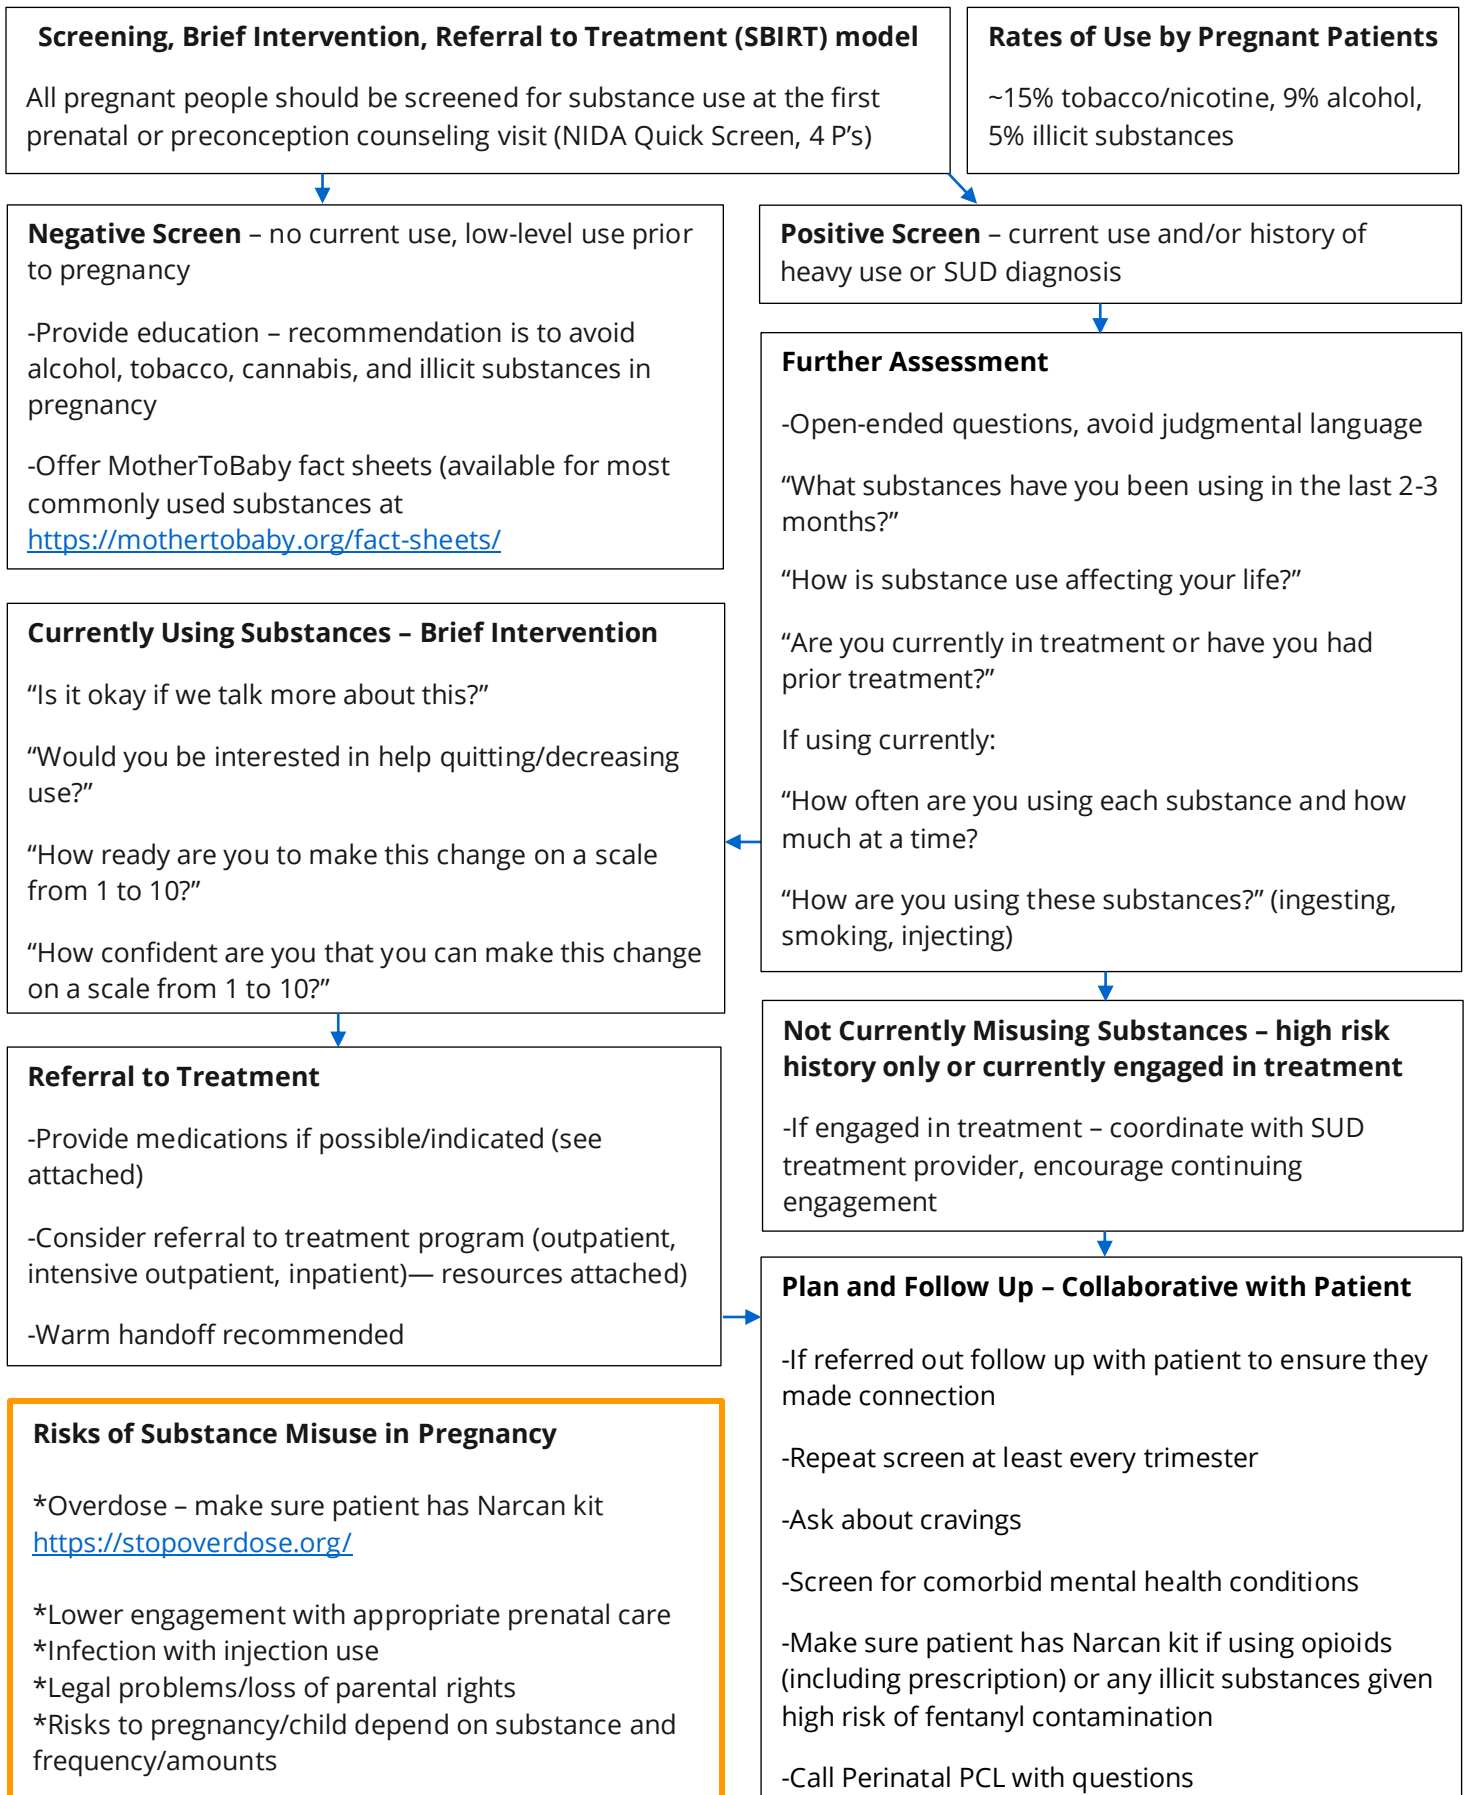 Screening, Brief Intervention, Referral to Treatment (SBIRT) model
All pregnant people should be screened for substance use at the first
prenatal or preconception counseling visit (NIDA Quick Screen, 4 P’s)
Rates of Use by Pregnant Patients
~15% tobacco/nicotine, 9% alcohol,
5% illicit substances
Negative Screen – no current use, low-level use prior
to pregnancy
-Provide education – recommendation is to avoid
alcohol, tobacco, cannabis, and illicit substances in
pregnancy
-Offer MotherToBaby fact sheets (available for most
commonly used substances at
https://mothertobaby.org/fact-sheets/
Positive Screen – current use and/or history of
heavy use or SUD diagnosis
Further Assessment
-Open-ended questions, avoid judgmental language
“What substances have you been using in the last 2-3
months?”
“How is substance use affecting your life?”
“Are you currently in treatment or have you had
prior treatment?”
If using currently:
“How often are you using each substance and how
much at a time?
“How are you using these substances?” (ingesting,
smoking, injecting)
Currently Using Substances – Brief Intervention
“Is it okay if we talk more about this?”
“Would you be interested in help quitting/decreasing
use?”
“How ready are you to make this change on a scale
from 1 to 10?”
“How confident are you that you can make this change
on a scale from 1 to 10?”
Referral to Treatment
-Provide medications if possible/indicated (see
attached)
-Consider referral to treatment program (outpatient,
intensive outpatient, inpatient)— resources attached)
-Warm handoff recommended
Not Currently Misusing Substances – high risk
history only or currently engaged in treatment
-If engaged in treatment – coordinate with SUD
treatment provider, encourage continuing
engagement
Plan and Follow Up – Collaborative with Patient
-If referred out follow up with patient to ensure they
made connection
-Repeat screen at least every trimester
-Ask about cravings
-Screen for comorbid mental health conditions
-Make sure patient has Narcan kit if using opioids
(including prescription) or any illicit substances given
high risk of fentanyl contamination
-Call Perinatal PCL with questions
Risks of Substance Misuse in Pregnancy
*Overdose – make sure patient has Narcan kit
https://stopoverdose.org/
*Lower engagement with appropriate prenatal care
*Infection with injection use
*Legal problems/loss of parental rights
*Risks to pregnancy/child depend on substance and
frequency/amounts